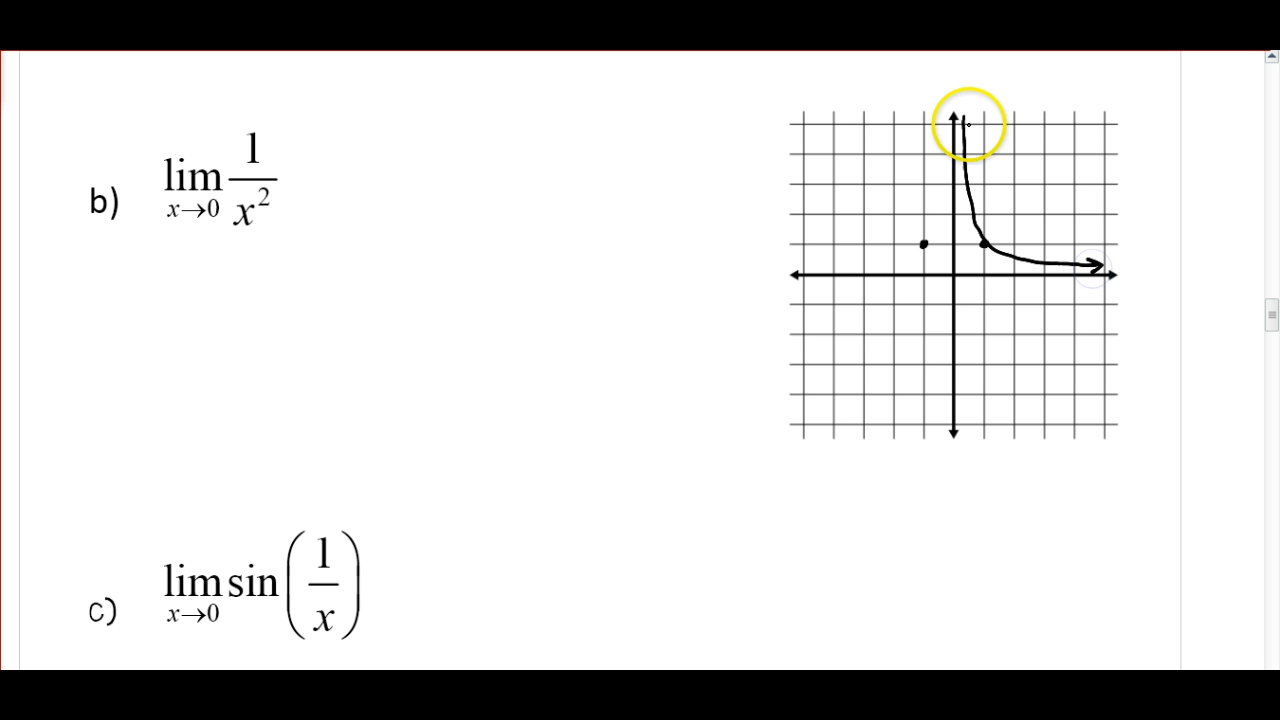 b) lim x→0 1/x²
c) lim x→0 sin(1/x)